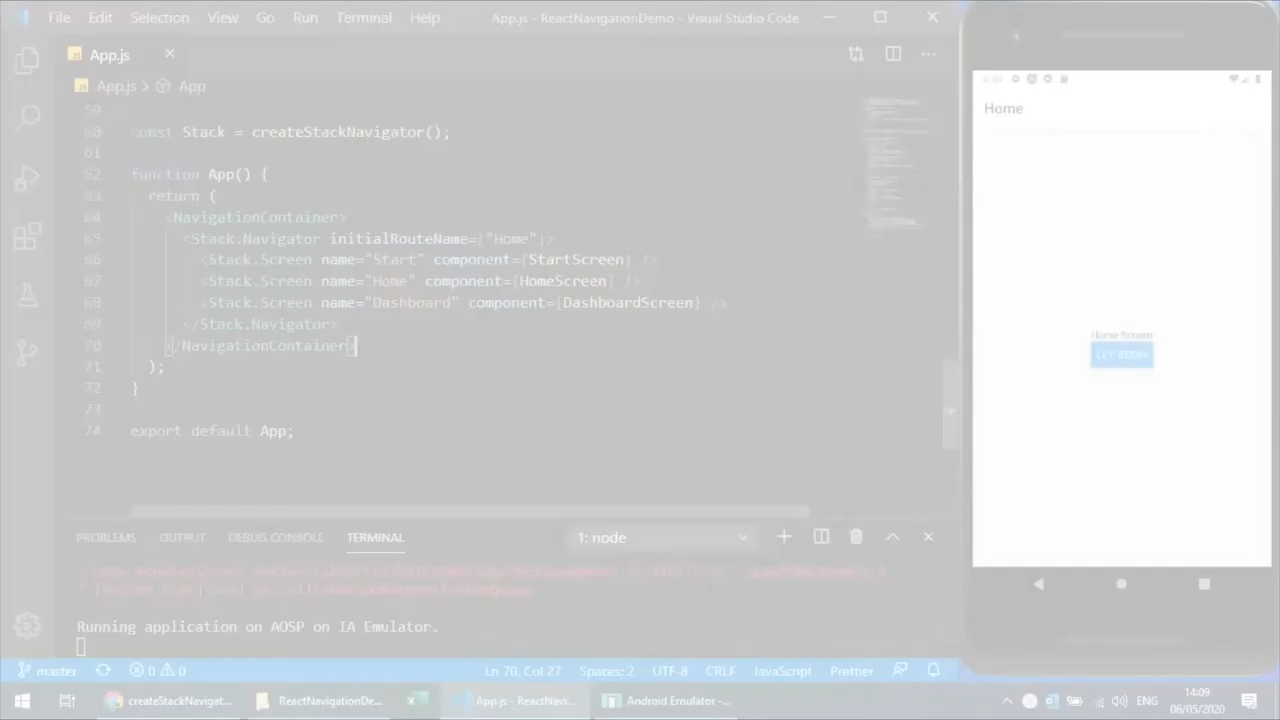 File Edit Selection View Go Run Terminal Help App.js - ReactNavigationDemo - Visual Studio Code
App.js
App.js > App
59
60 const Stack = createStackNavigator();
61
62 function App() {
63 return (
64 <NavigationContainer>
65 <Stack.Navigator initialRouteName={"Home"}>
66 <Stack.Screen name="Start" component={StartScreen} />
67 <Stack.Screen name="Home" component={HomeScreen} />
68 <Stack.Screen name="Dashboard" component={DashboardScreen} />
69 </Stack.Navigator>
70 </NavigationContainer>
71 );
72 }
73
74 export default App;
PROBLEMS OUTPUT DEBUG CONSOLE TERMINAL 1: node
Running application on AOSP on IA Emulator.
master 0 0 Ln 70, Col 27 Spaces: 2 UTF-8 CRLF JavaScript Prettier
createStackNavigat... ReactNavigationDe... App.js - ReactNavi... Android Emulator -... ENG 14:09
06/05/2020
Home
Home Screen
LET BEGIN